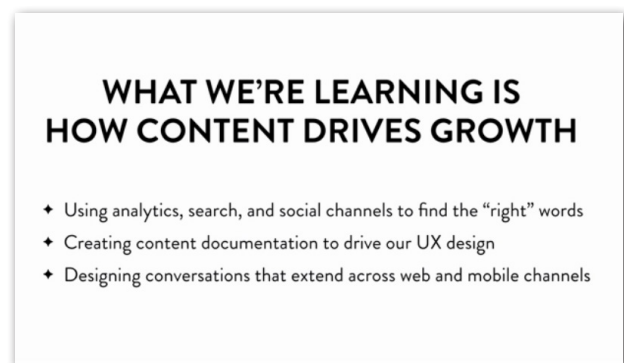 WHAT WE’RE LEARNING IS
HOW CONTENT DRIVES GROWTH
✦ Using analytics, search, and social channels to find the “right” words
✦ Creating content documentation to drive our UX design
✦ Designing conversations that extend across web and mobile channels